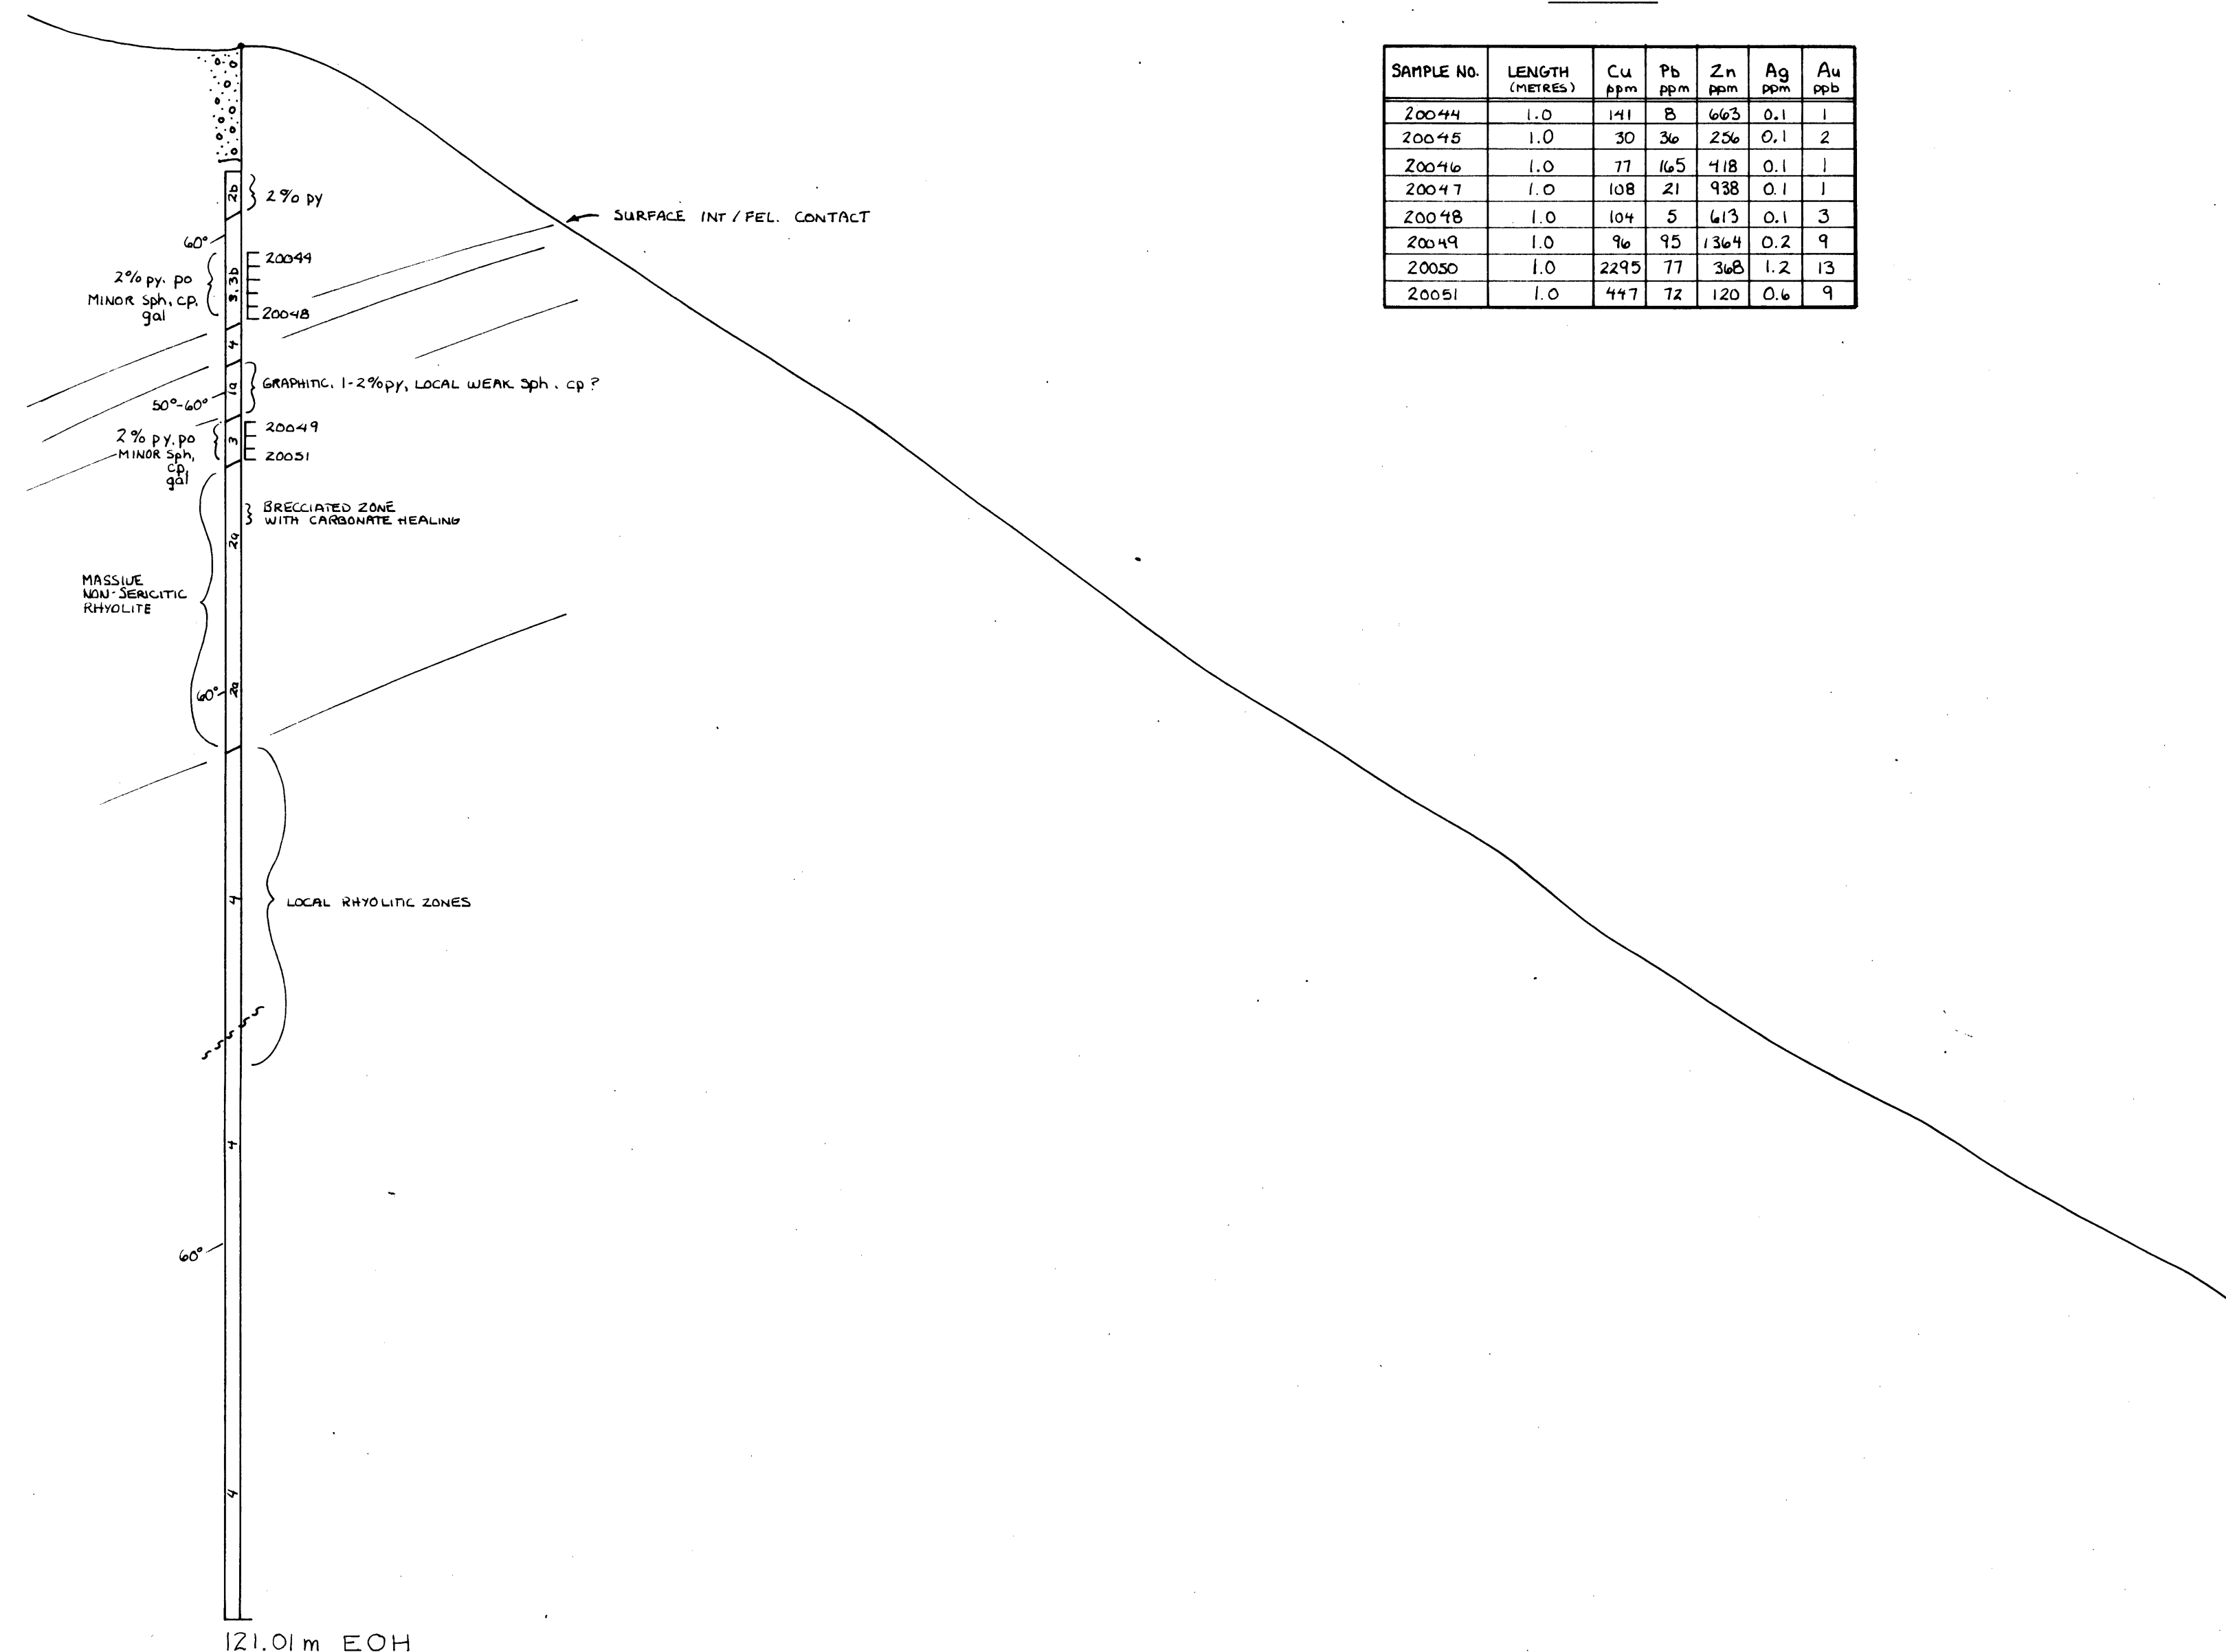 SAMPLE NO. LENGTH (METRES) Cu ppm Pb ppm Zn ppm Ag ppm Au ppb
20044 1.0 141 8 663 0.1 1
20045 1.0 30 36 256 0.1 2
20046 1.0 77 165 418 0.1 1
20047 1.0 108 21 938 0.1 1
20048 1.0 104 5 613 0.1 3
20049 1.0 96 95 1364 0.2 9
20050 1.0 2295 77 368 1.2 13
20051 1.0 447 72 120 0.6 9
2b
2% py
SURFACE INT / FEL. CONTACT
60°
20044
2% py. po
MINOR sph, cp,
gal
3, 3b
20048
4
1a
GRAPHITIC, 1-2% py, LOCAL WEAK sph. cp ?
50°-60°
20049
2% py. po
MINOR sph,
cp,
gal
3
20051
BRECCIATED ZONE
WITH CARBONATE HEALING
2a
MASSIVE
NON-SERICITIC
RHYOLITE
60°
2a
4
LOCAL RHYOLITIC ZONES
4
60°
4
121.01 m EOH